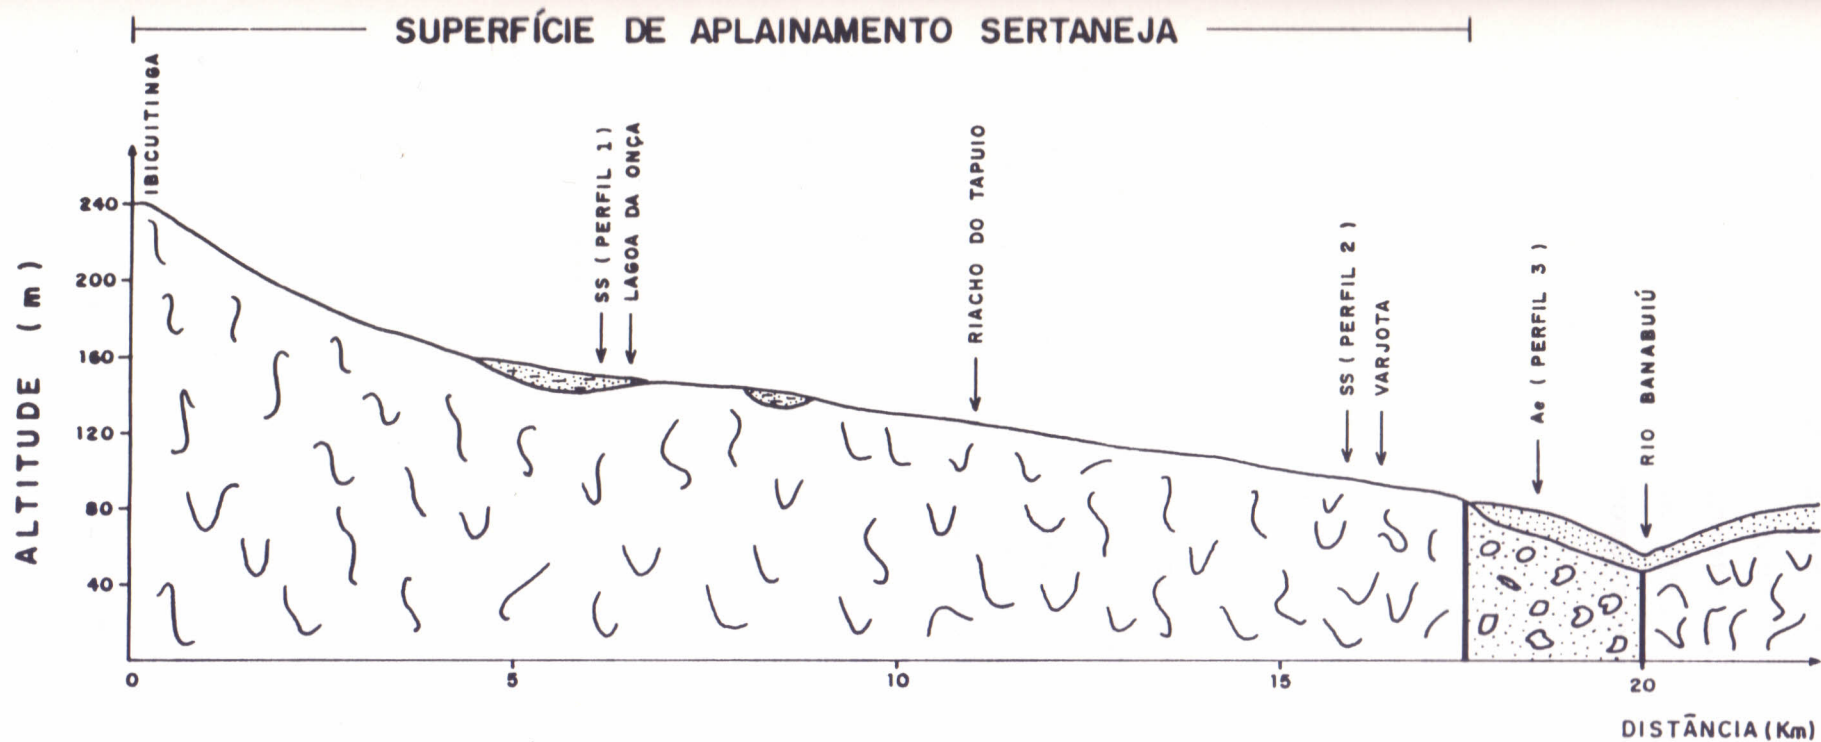 SUPERFÍCIE DE APLAINAMENTO SERTANEJA
IBICUITINGA
SS (PERFIL 1)
LAGOA DA ONÇA
RIACHO DO TAPUIO
SS (PERFIL 2)
VARJOTA
Ae (PERFIL 3)
RIO BANABUIÚ
ALTITUDE (m)
240
200
160
120
80
40
0
5
10
15
20
DISTÂNCIA (Km)